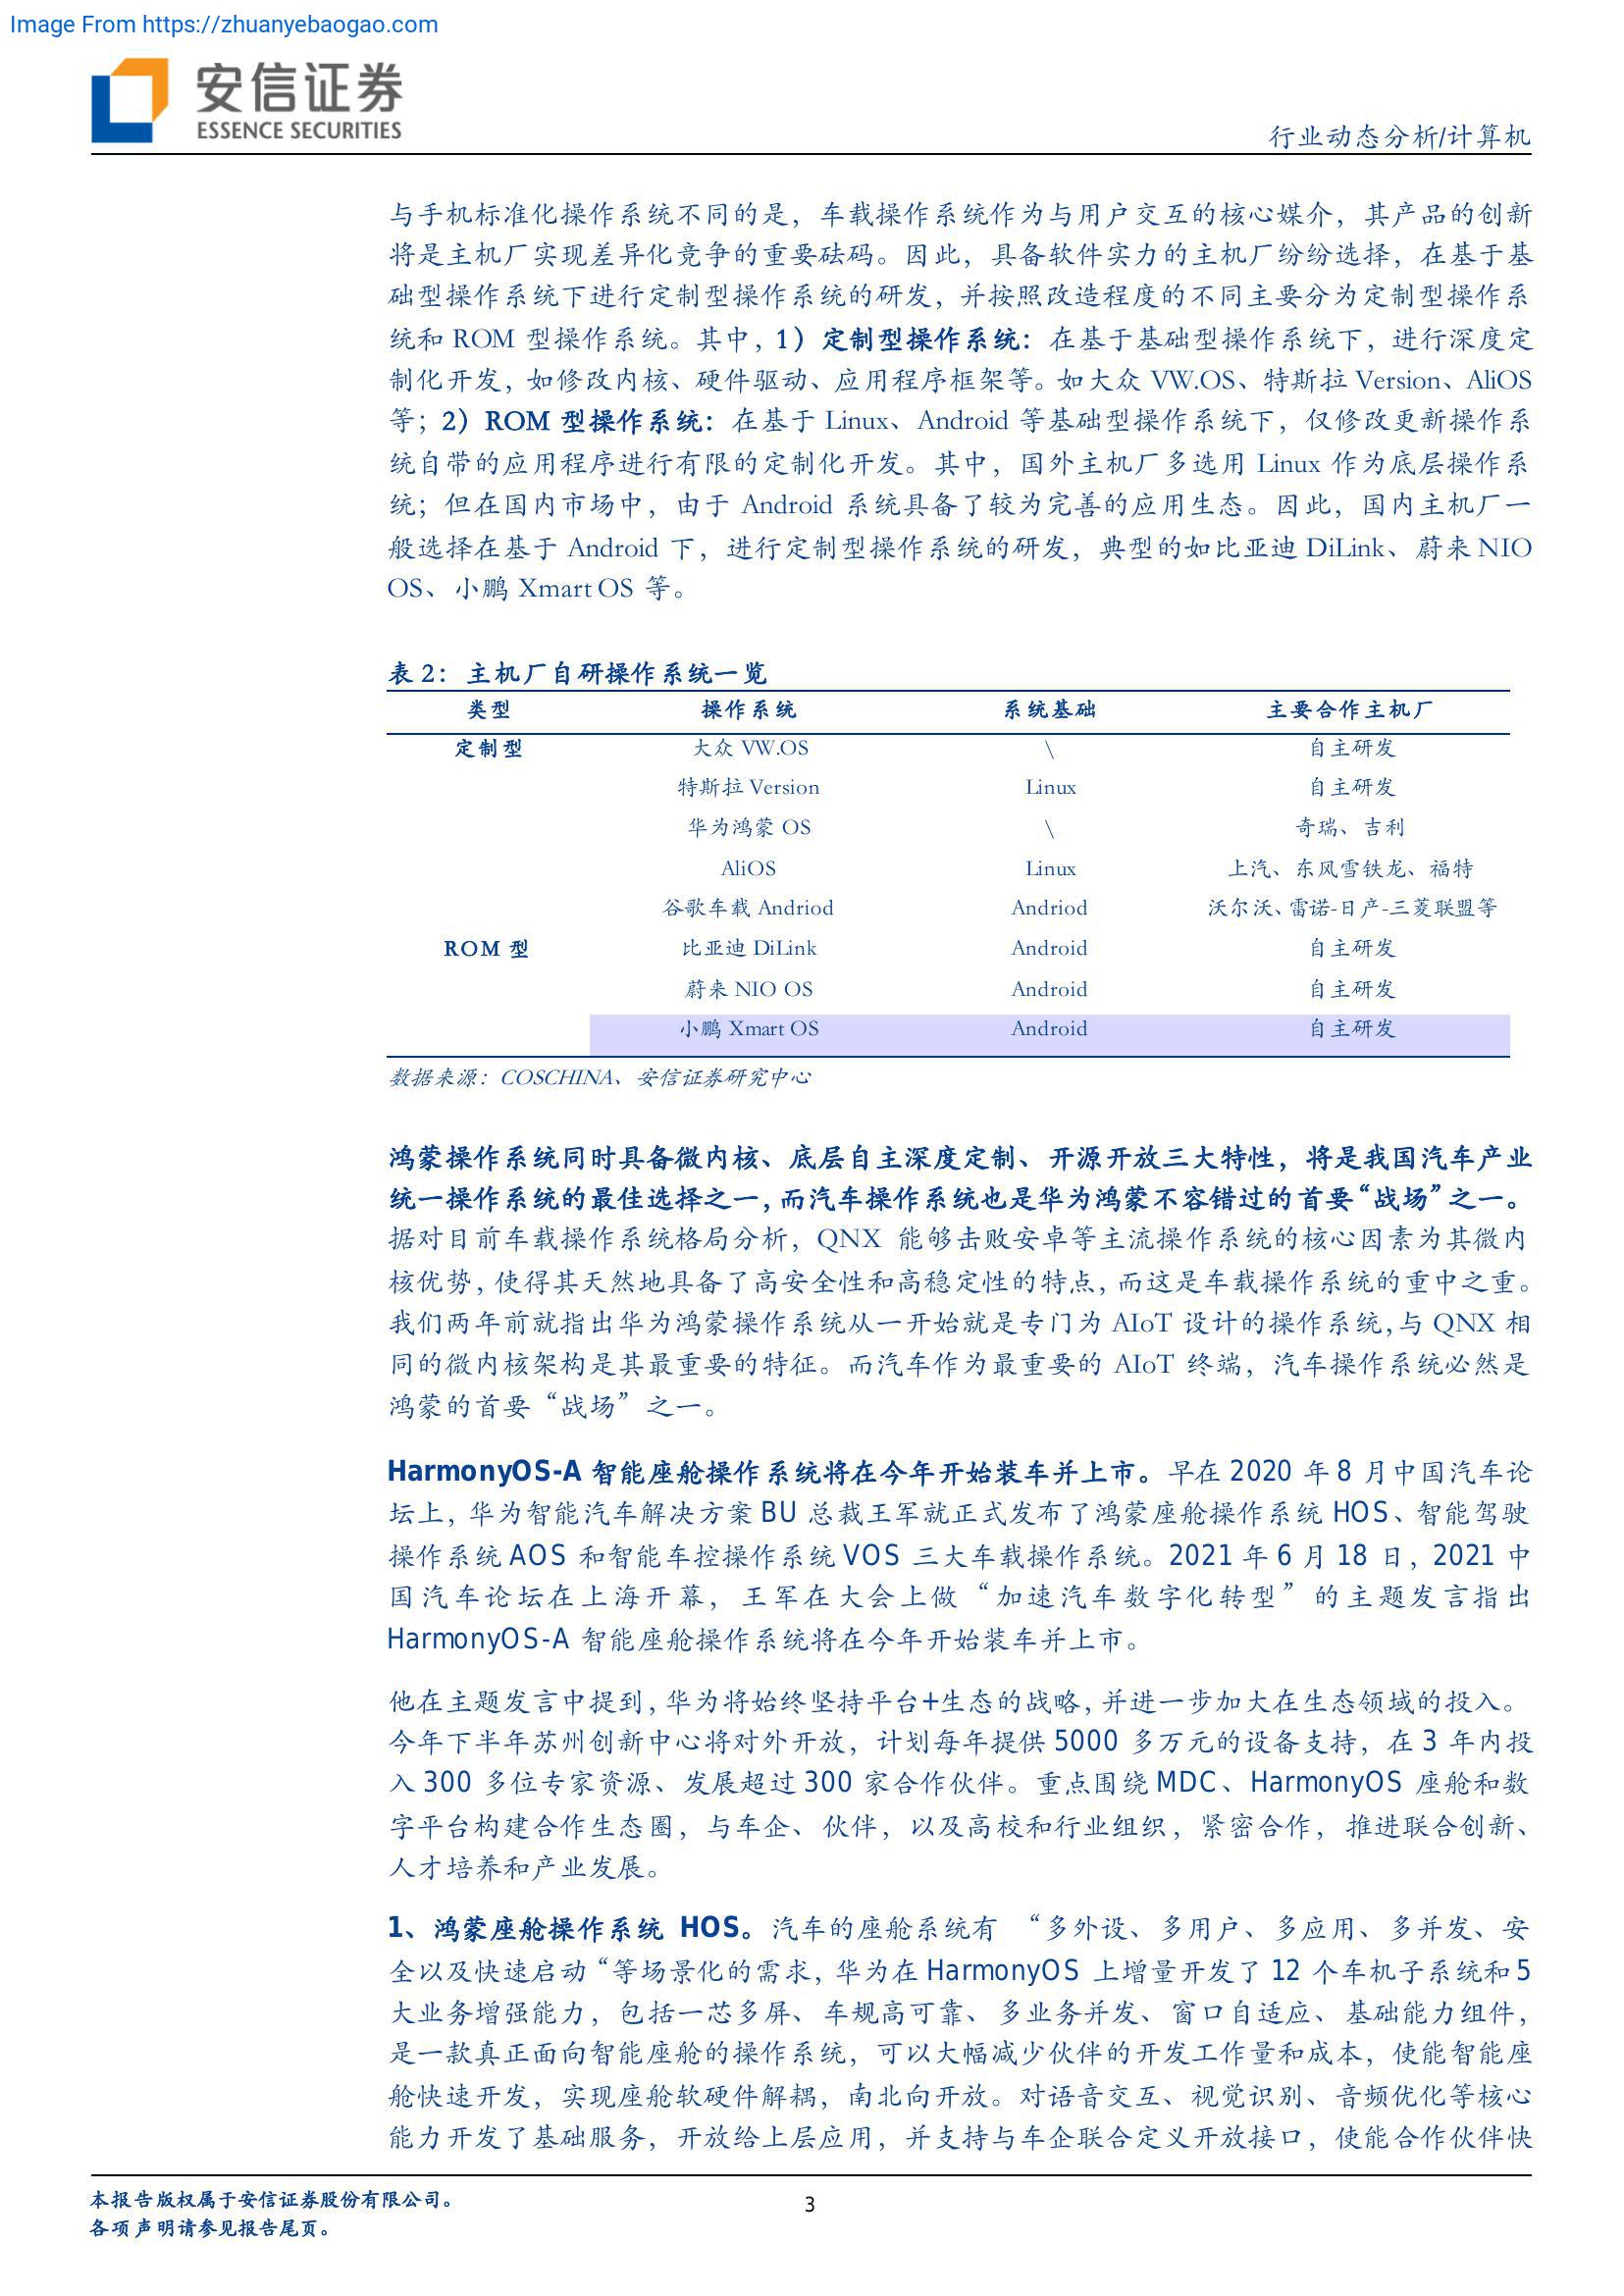 Image From https://zhuanyebaogao.com
安信证券
ESSENCE SECURITIES
行业动态分析/计算机
与手机标准化操作系统不同的是，车载操作系统作为与用户交互的核心媒介，其产品的创新
将是主机厂实现差异化竞争的重要砝码。因此，具备软件实力的主机厂纷纷选择，在基于基
础型操作系统下进行定制型操作系统的研发，并按照改造程度的不同主要分为定制型操作系
统和 ROM 型操作系统。其中，1）定制型操作系统：在基于基础型操作系统下，进行深度定
制化开发，如修改内核、硬件驱动、应用程序框架等。如大众 VW.OS、特斯拉 Version、AliOS
等；2）ROM 型操作系统：在基于 Linux、Android 等基础型操作系统下，仅修改更新操作系
统自带的应用程序进行有限的定制化开发。其中，国外主机厂多选用 Linux 作为底层操作系
统；但在国内市场中，由于 Android 系统具备了较为完善的应用生态。因此，国内主机厂一
般选择在基于 Android 下，进行定制型操作系统的研发，典型的如比亚迪 DiLink、蔚来 NIO
OS、小鹏 Xmart OS 等。
表 2：主机厂自研操作系统一览
类型 操作系统 系统基础 主要合作主机厂
定制型 大众 VW.OS \ 自主研发
特斯拉 Version Linux 自主研发
华为鸿蒙 OS \ 奇瑞、吉利
AliOS Linux 上汽、东风雪铁龙、福特
谷歌车载 Andriod Andriod 沃尔沃、雷诺-日产-三菱联盟等
ROM 型 比亚迪 DiLink Android 自主研发
蔚来 NIO OS Android 自主研发
小鹏 Xmart OS Android 自主研发
数据来源：COSCHINA、安信证券研究中心
鸿蒙操作系统同时具备微内核、底层自主深度定制、开源开放三大特性，将是我国汽车产业
统一操作系统的最佳选择之一，而汽车操作系统也是华为鸿蒙不容错过的首要“战场”之一。
据对目前车载操作系统格局分析，QNX 能够击败安卓等主流操作系统的核心因素为其微内
核优势，使得其天然地具备了高安全性和高稳定性的特点，而这是车载操作系统的重中之重。
我们两年前就指出华为鸿蒙操作系统从一开始就是专门为 AIoT 设计的操作系统，与 QNX 相
同的微内核架构是其最重要的特征。而汽车作为最重要的 AIoT 终端，汽车操作系统必然是
鸿蒙的首要“战场”之一。
HarmonyOS-A 智能座舱操作系统将在今年开始装车并上市。早在 2020 年 8 月中国汽车论
坛上，华为智能汽车解决方案 BU 总裁王军就正式发布了鸿蒙座舱操作系统 HOS、智能驾驶
操作系统 AOS 和智能车控操作系统 VOS 三大车载操作系统。2021 年 6 月 18 日，2021 中
国汽车论坛在上海开幕，王军在大会上做“加速汽车数字化转型”的主题发言指出
HarmonyOS-A 智能座舱操作系统将在今年开始装车并上市。
他在主题发言中提到，华为将始终坚持平台+生态的战略，并进一步加大在生态领域的投入。
今年下半年苏州创新中心将对外开放，计划每年提供 5000 多万元的设备支持，在 3 年内投
入 300 多位专家资源、发展超过 300 家合作伙伴。重点围绕 MDC、HarmonyOS 座舱和数
字平台构建合作生态圈，与车企、伙伴，以及高校和行业组织，紧密合作，推进联合创新、
人才培养和产业发展。
1、鸿蒙座舱操作系统 HOS。汽车的座舱系统有 “多外设、多用户、多应用、多并发、安
全以及快速启动“等场景化的需求，华为在 HarmonyOS 上增量开发了 12 个车机子系统和 5
大业务增强能力，包括一芯多屏、车规高可靠、多业务并发、窗口自适应、基础能力组件，
是一款真正面向智能座舱的操作系统，可以大幅减少伙伴的开发工作量和成本，使能智能座
舱快速开发，实现座舱软硬件解耦，南北向开放。对语音交互、视觉识别、音频优化等核心
能力开发了基础服务，开放给上层应用，并支持与车企联合定义开放接口，使能合作伙伴快
本报告版权属于安信证券股份有限公司。
3
各项声明请参见报告尾页。